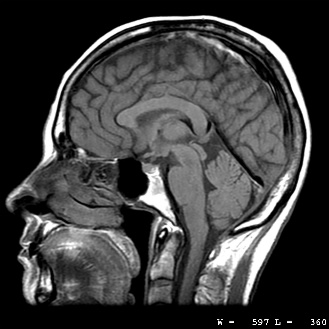 W = 597 L = 360